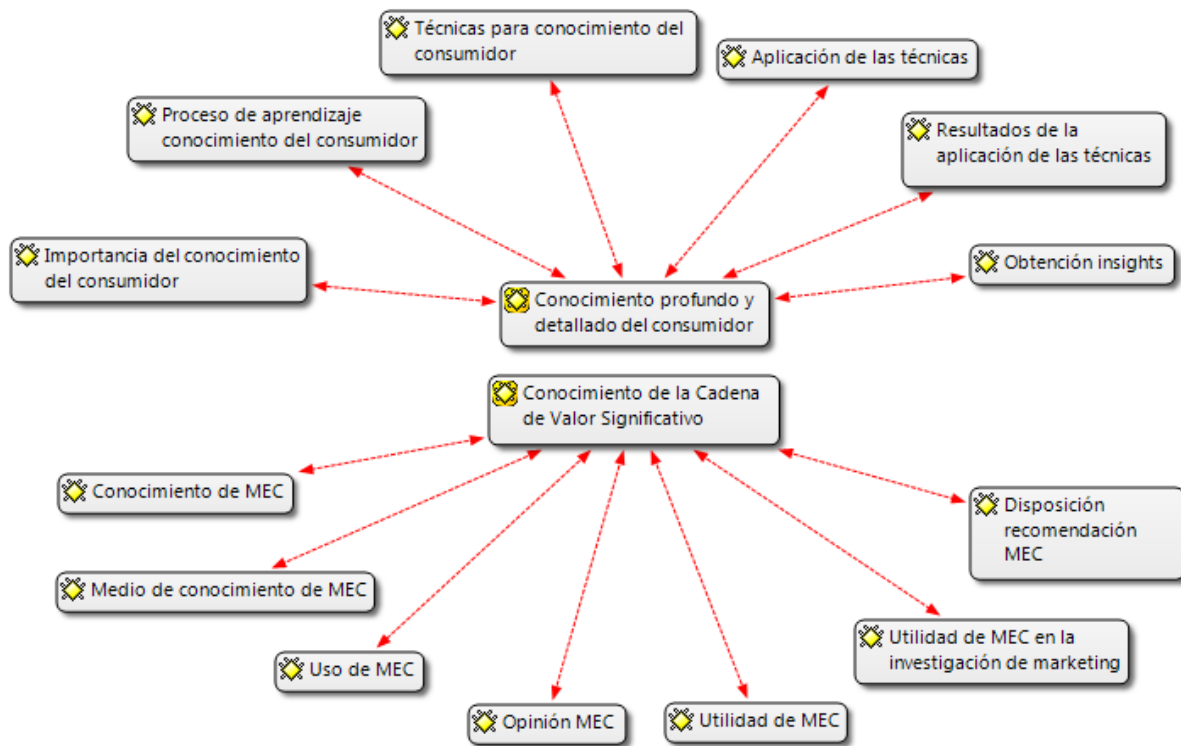 Técnicas para conocimiento del
consumidor
Aplicación de las técnicas
Proceso de aprendizaje
conocimiento del consumidor
Resultados de la
aplicación de las técnicas
Importancia del conocimiento
del consumidor
Obtención insights
Conocimiento profundo y
detallado del consumidor
Conocimiento de la Cadena
de Valor Significativo
Conocimiento de MEC
Disposición
recomendación
MEC
Medio de conocimiento de MEC
Utilidad de MEC en la
investigación de marketing
Uso de MEC
Opinión MEC
Utilidad de MEC